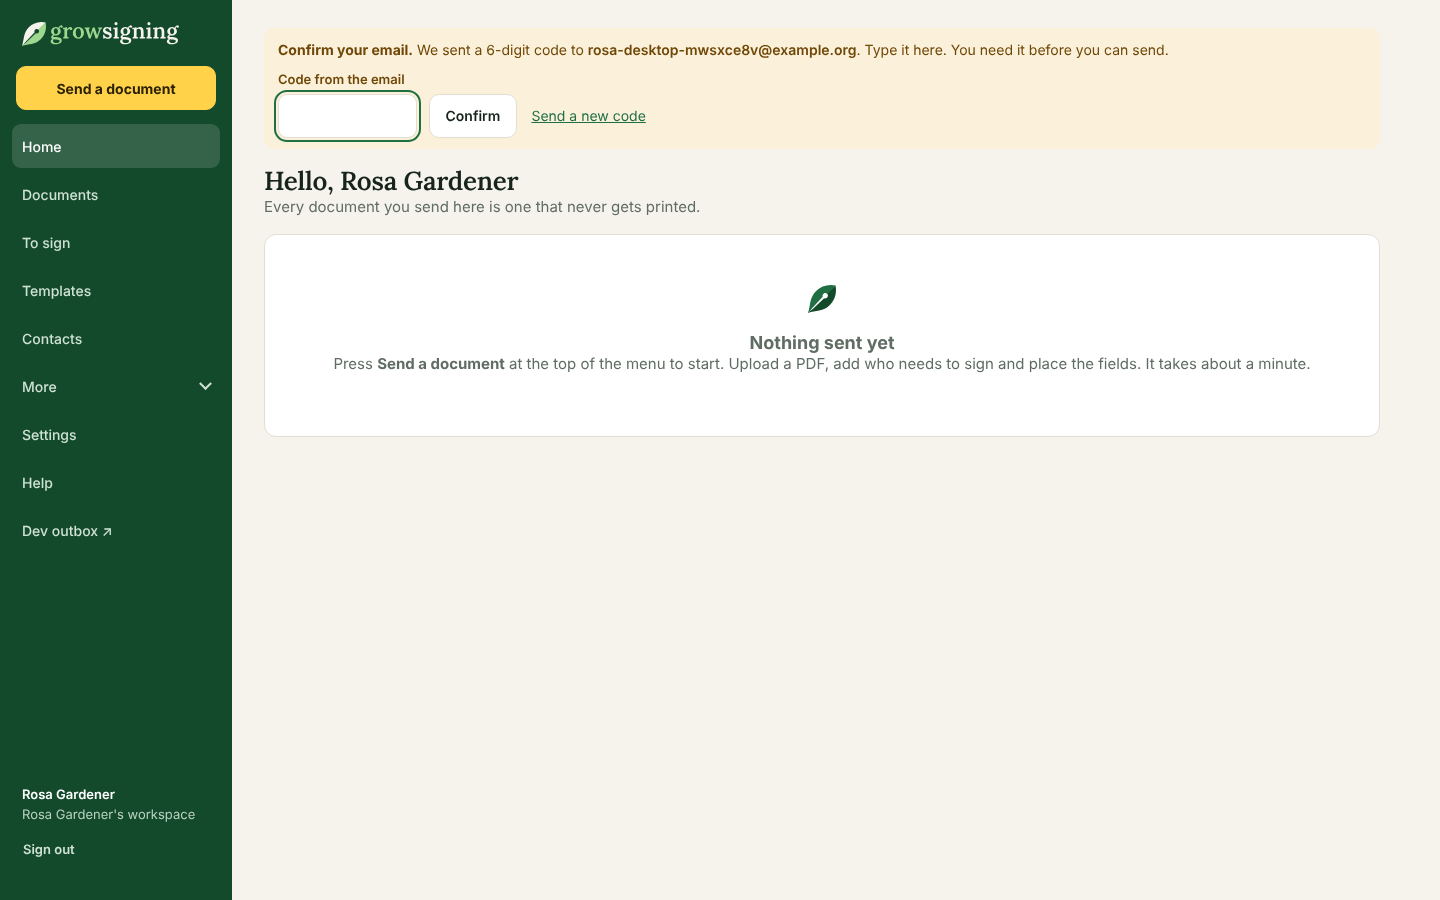 growsigning
Send a document
Home
Documents
To sign
Templates
Contacts
More
Settings
Help
Dev outbox ↗
Rosa Gardener
Rosa Gardener's workspace
Sign out
Confirm your email. We sent a 6-digit code to rosa-desktop-mwsxce8v@example.org. Type it here. You need it before you can send.
Code from the email
Confirm
Send a new code
Hello, Rosa Gardener
Every document you send here is one that never gets printed.
Nothing sent yet
Press Send a document at the top of the menu to start. Upload a PDF, add who needs to sign and place the fields. It takes about a minute.